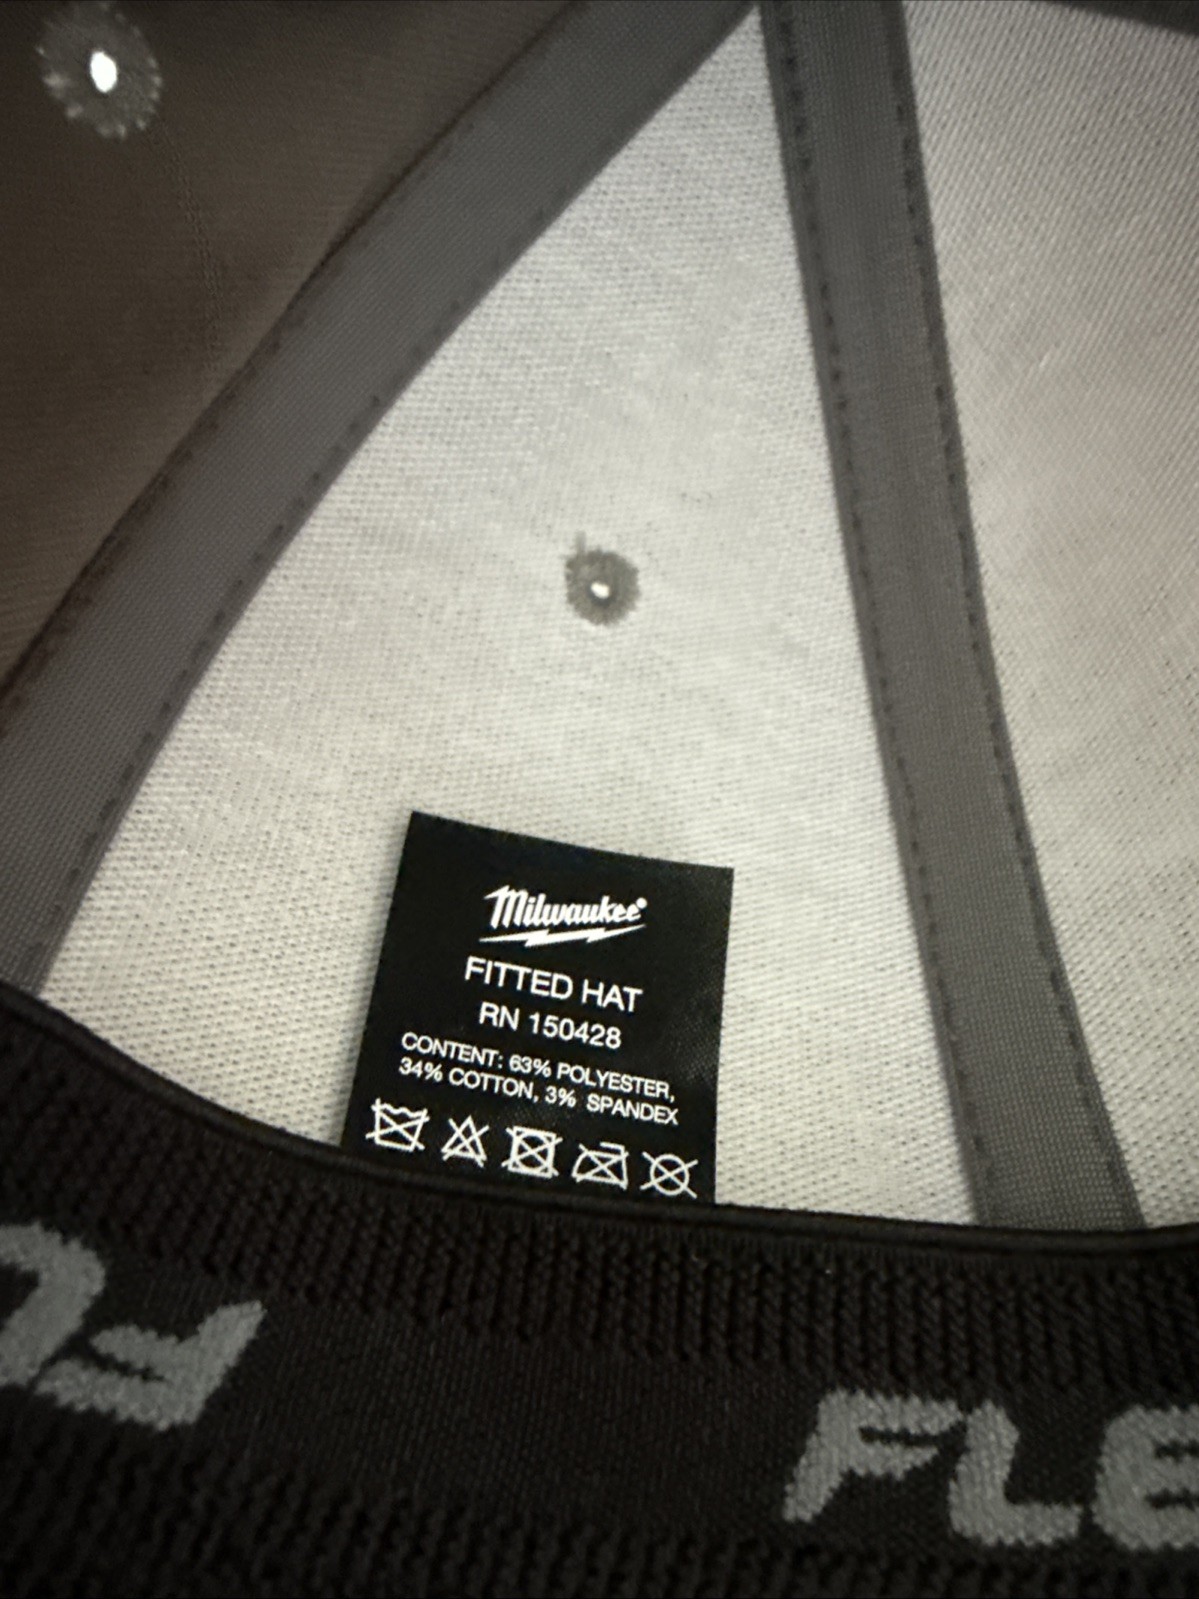 Milwaukee
FITTED HAT
RN 150428
CONTENT: 63% POLYESTER,
34% COTTON, 3% SPANDEX
FLE